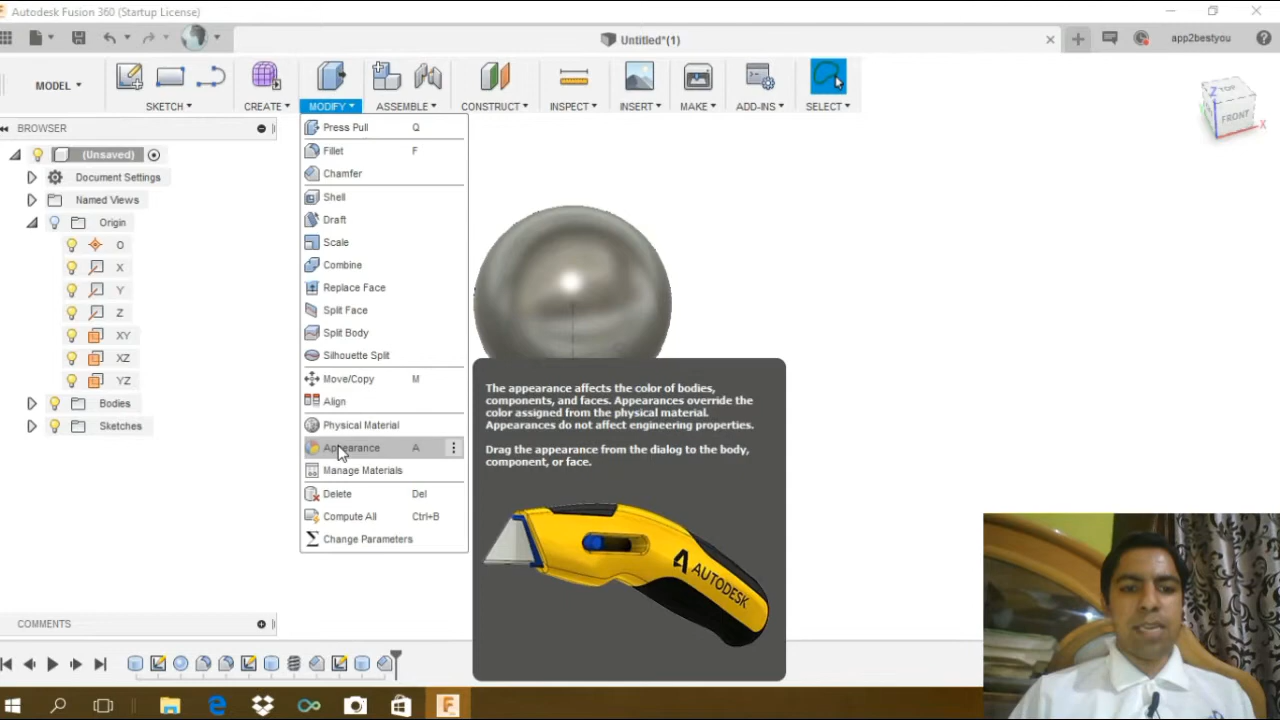 Autodesk Fusion 360 (Startup License)
Untitled*(1)
app2bestyou
MODEL
SKETCH
CREATE
MODIFY
ASSEMBLE
CONSTRUCT
INSPECT
INSERT
MAKE
ADD-INS
SELECT
TOP
FRONT
Z
X
BROWSER
(Unsaved)
Document Settings
Named Views
Origin
O
X
Y
Z
XY
XZ
YZ
Bodies
Sketches
Press Pull Q
Fillet F
Chamfer
Shell
Draft
Scale
Combine
Replace Face
Split Face
Split Body
Silhouette Split
Move/Copy M
Align
Physical Material
Appearance A
Manage Materials
Delete Del
Compute All Ctrl+B
Change Parameters
The appearance affects the color of bodies,
components, and faces. Appearances override the
color assigned from the physical material.
Appearances do not affect engineering properties.
Drag the appearance from the dialog to the body,
component, or face.
AUTODESK
COMMENTS